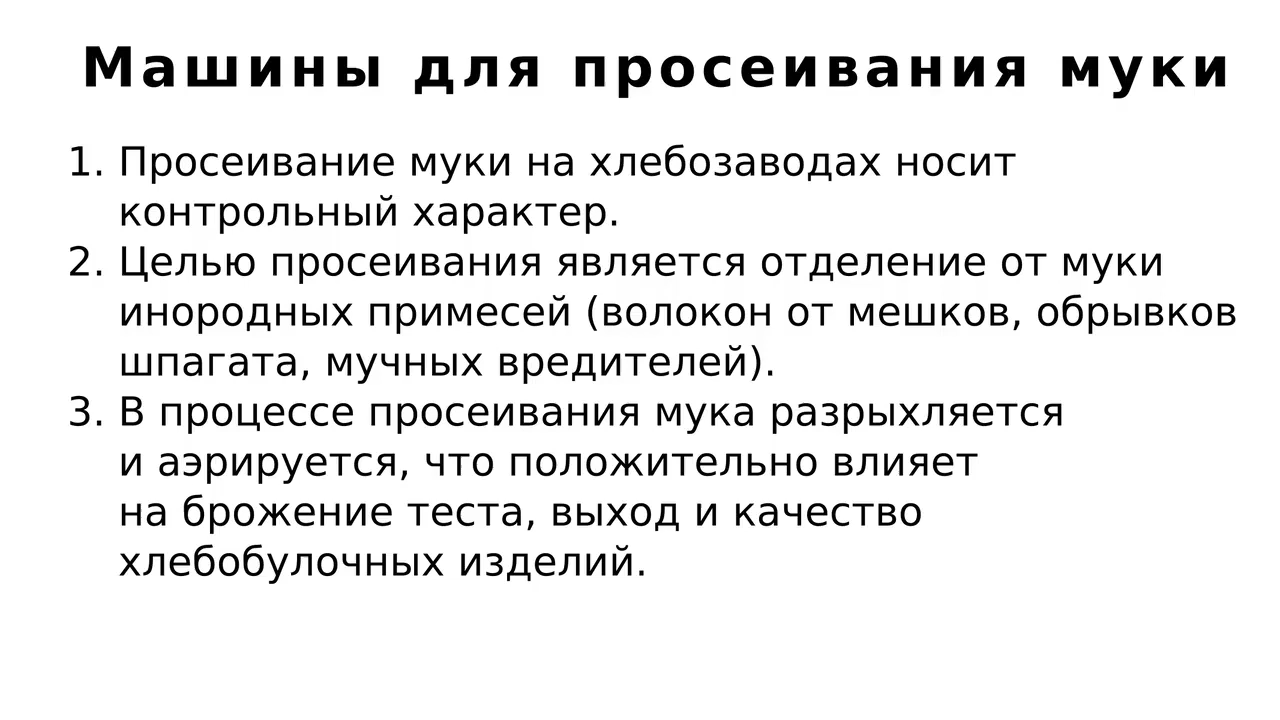 Машины для просеивания муки
1. Просеивание муки на хлебозаводах носит
контрольный характер.
2. Целью просеивания является отделение от муки
инородных примесей (волокон от мешков, обрывков
шпагата, мучных вредителей).
3. В процессе просеивания мука разрыхляется
и аэрируется, что положительно влияет
на брожение теста, выход и качество
хлебобулочных изделий.